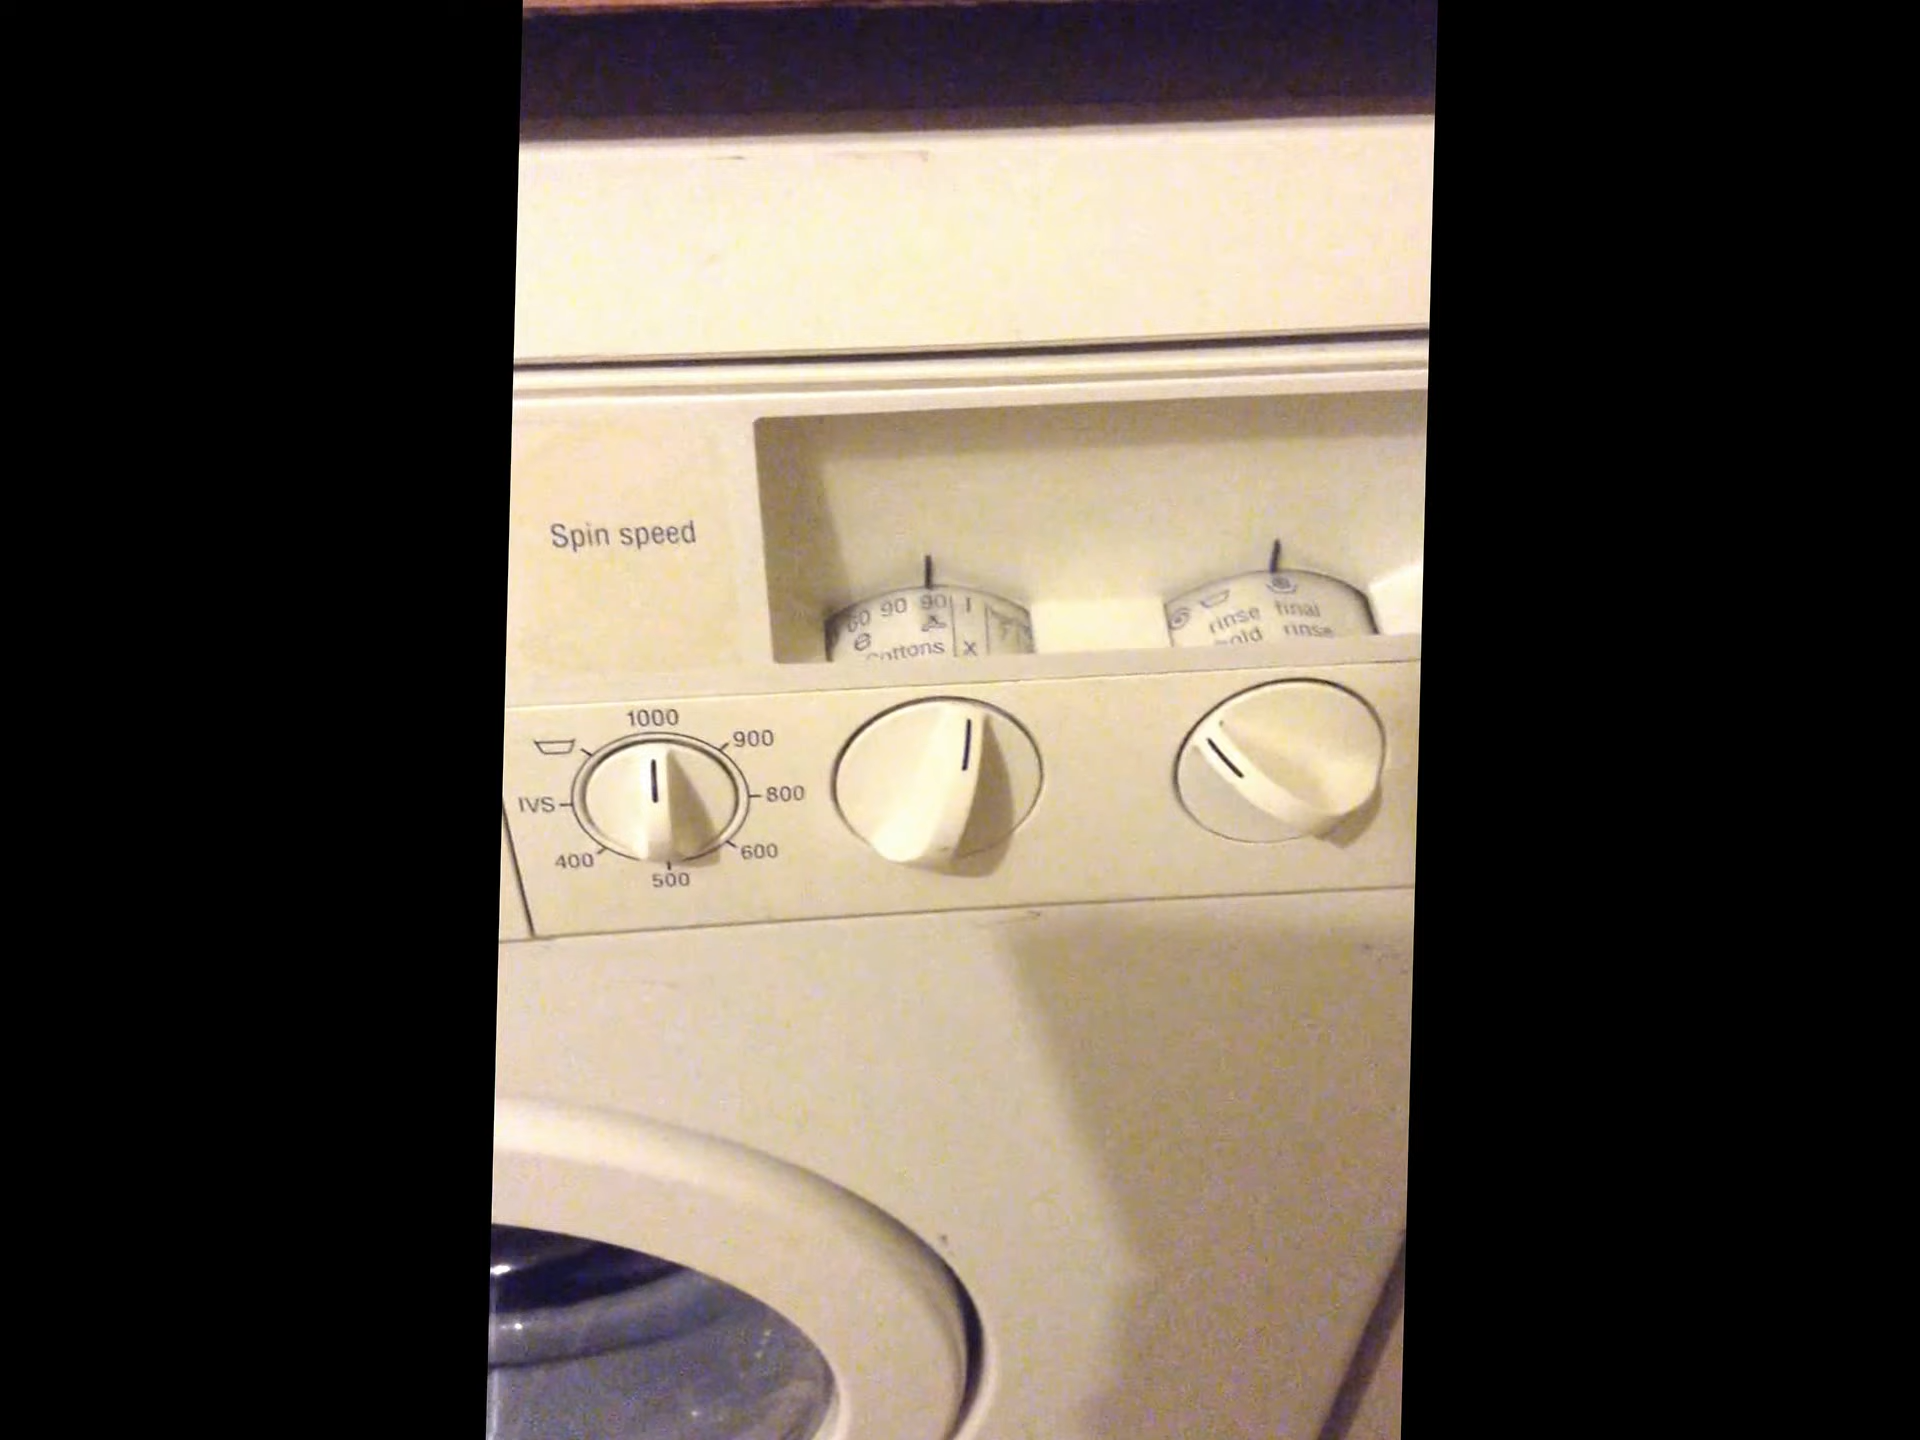 Spin speed
60 90 90 I
Cottons x
rinse final
rinse
1000
900
IVS 800
400 600
500